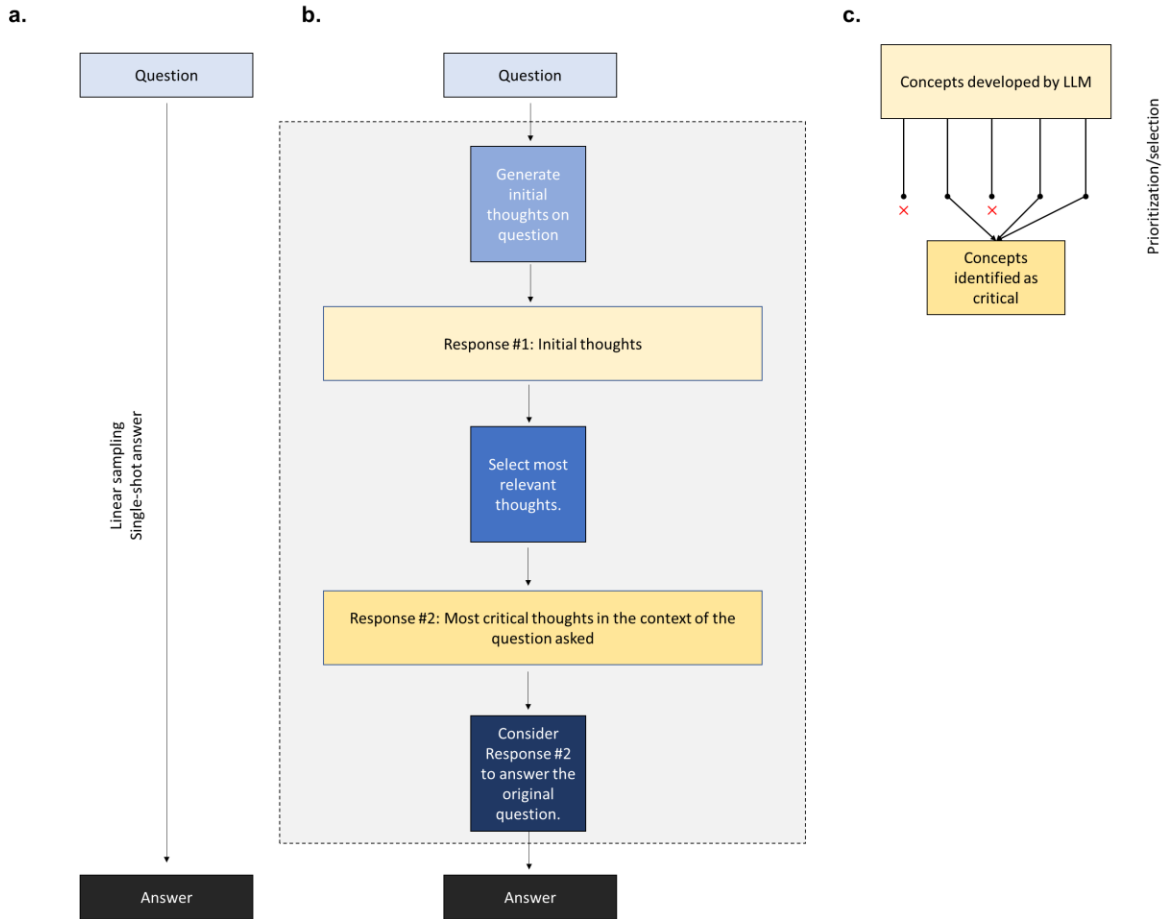 a.
Question
Linear sampling
Single-shot answer
Answer
b.
Question
Generate
initial
thoughts on
question
Response #1: Initial thoughts
Select most
relevant
thoughts.
Response #2: Most critical thoughts in the context of the
question asked
Consider
Response #2
to answer the
original
question.
Answer
c.
Concepts developed by LLM
Concepts
identified as
critical
Prioritization/selection